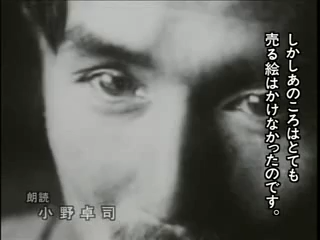 しかしあのころはとても
売る絵はかけなかったのです。
朗読
小野卓司